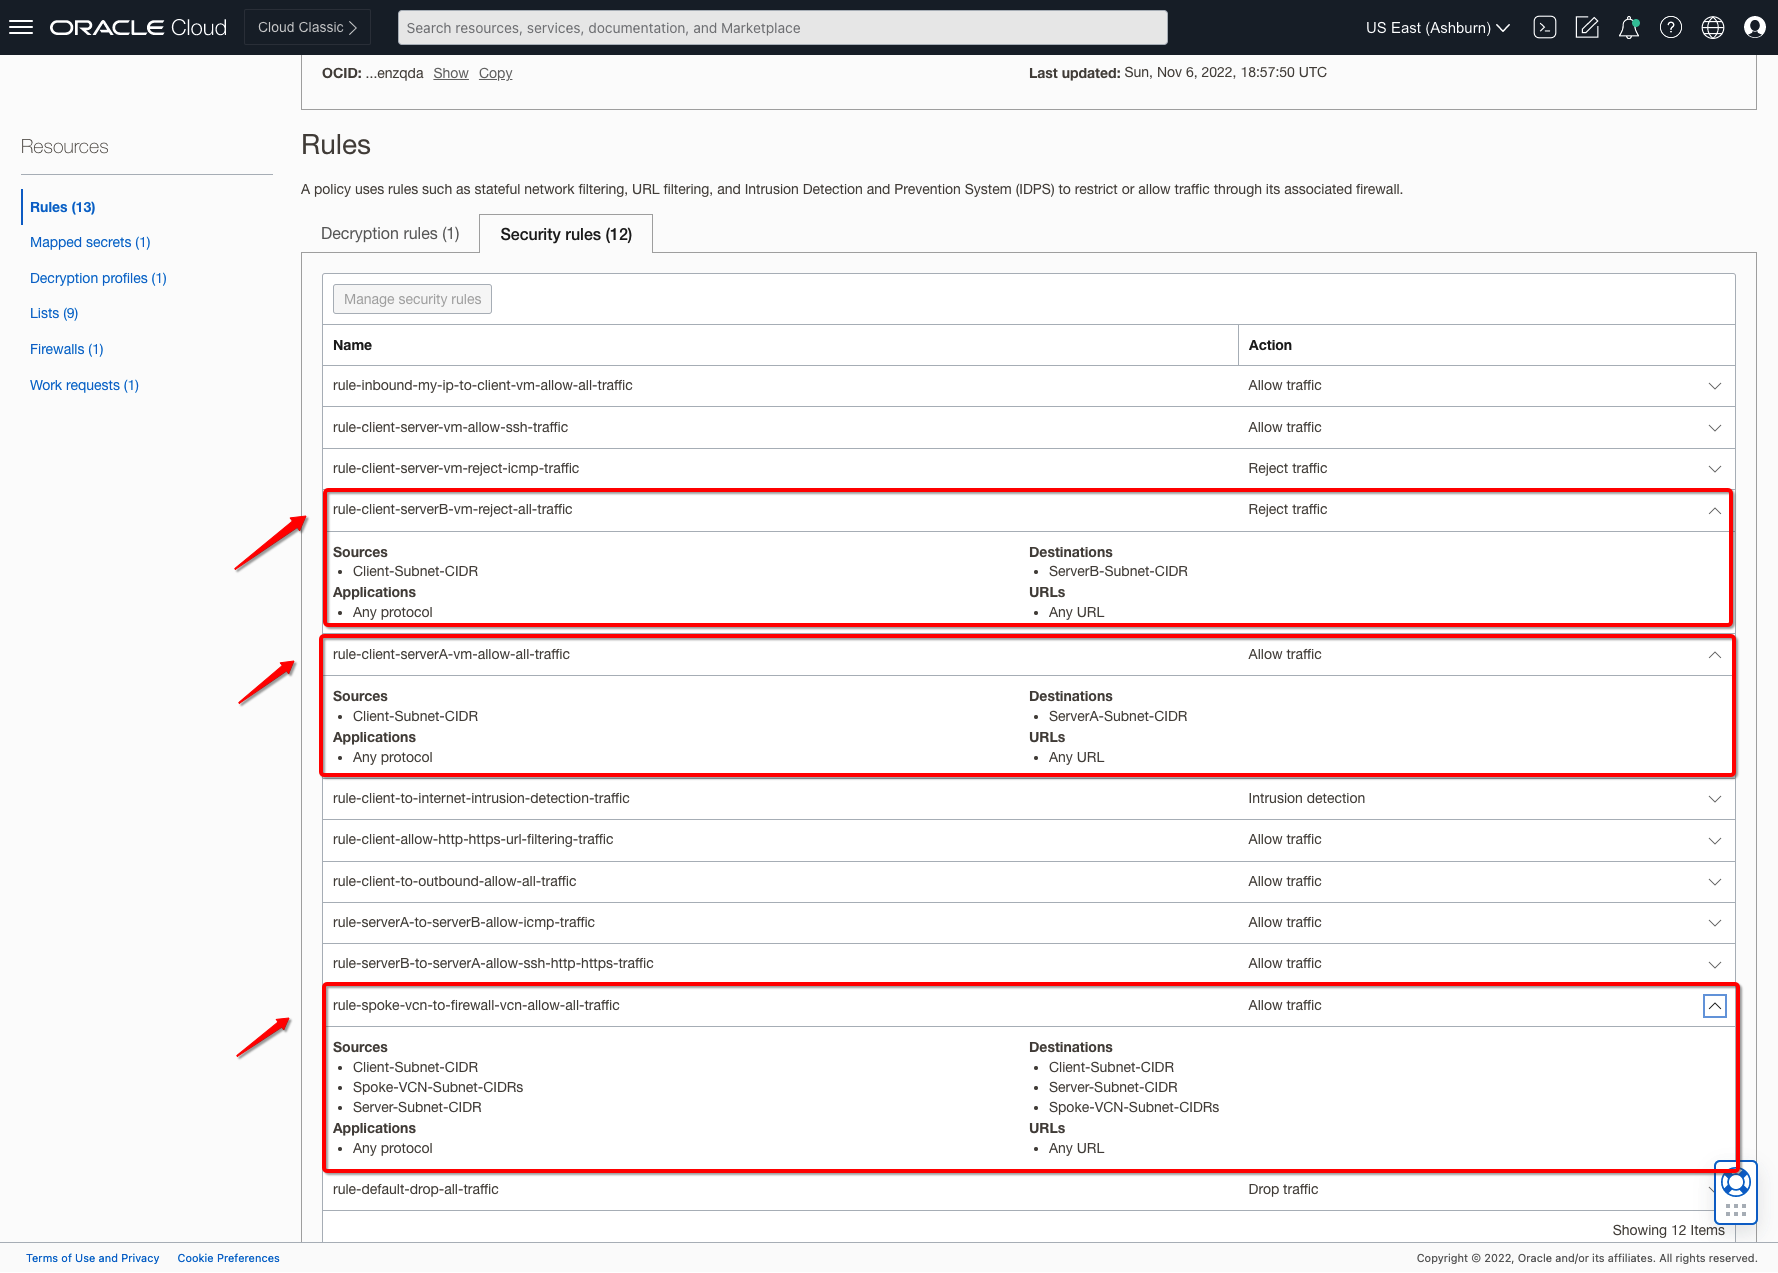 ORACLE Cloud
Cloud Classic
Search resources, services, documentation, and Marketplace
US East (Ashburn)
OCID: ...enzqda Show Copy
Last updated: Sun, Nov 6, 2022, 18:57:50 UTC
Resources
Rules (13)
Mapped secrets (1)
Decryption profiles (1)
Lists (9)
Firewalls (1)
Work requests (1)
Rules
A policy uses rules such as stateful network filtering, URL filtering, and Intrusion Detection and Prevention System (IDPS) to restrict or allow traffic through its associated firewall.
Decryption rules (1)
Security rules (12)
Manage security rules
Name Action
rule-inbound-my-ip-to-client-vm-allow-all-traffic Allow traffic
rule-client-server-vm-allow-ssh-traffic Allow traffic
rule-client-server-vm-reject-icmp-traffic Reject traffic
rule-client-serverB-vm-reject-all-traffic Reject traffic
Sources Destinations
• Client-Subnet-CIDR • ServerB-Subnet-CIDR
Applications URLs
• Any protocol • Any URL
rule-client-serverA-vm-allow-all-traffic Allow traffic
Sources Destinations
• Client-Subnet-CIDR • ServerA-Subnet-CIDR
Applications URLs
• Any protocol • Any URL
rule-client-to-internet-intrusion-detection-traffic Intrusion detection
rule-client-allow-http-https-url-filtering-traffic Allow traffic
rule-client-to-outbound-allow-all-traffic Allow traffic
rule-serverA-to-serverB-allow-icmp-traffic Allow traffic
rule-serverB-to-serverA-allow-ssh-http-https-traffic Allow traffic
rule-spoke-vcn-to-firewall-vcn-allow-all-traffic Allow traffic
Sources Destinations
• Client-Subnet-CIDR • Client-Subnet-CIDR
• Spoke-VCN-Subnet-CIDRs • Server-Subnet-CIDR
• Server-Subnet-CIDR • Spoke-VCN-Subnet-CIDRs
Applications URLs
• Any protocol • Any URL
rule-default-drop-all-traffic Drop traffic
Showing 12 Items
Terms of Use and Privacy Cookie Preferences
Copyright © 2022, Oracle and/or its affiliates. All rights reserved.